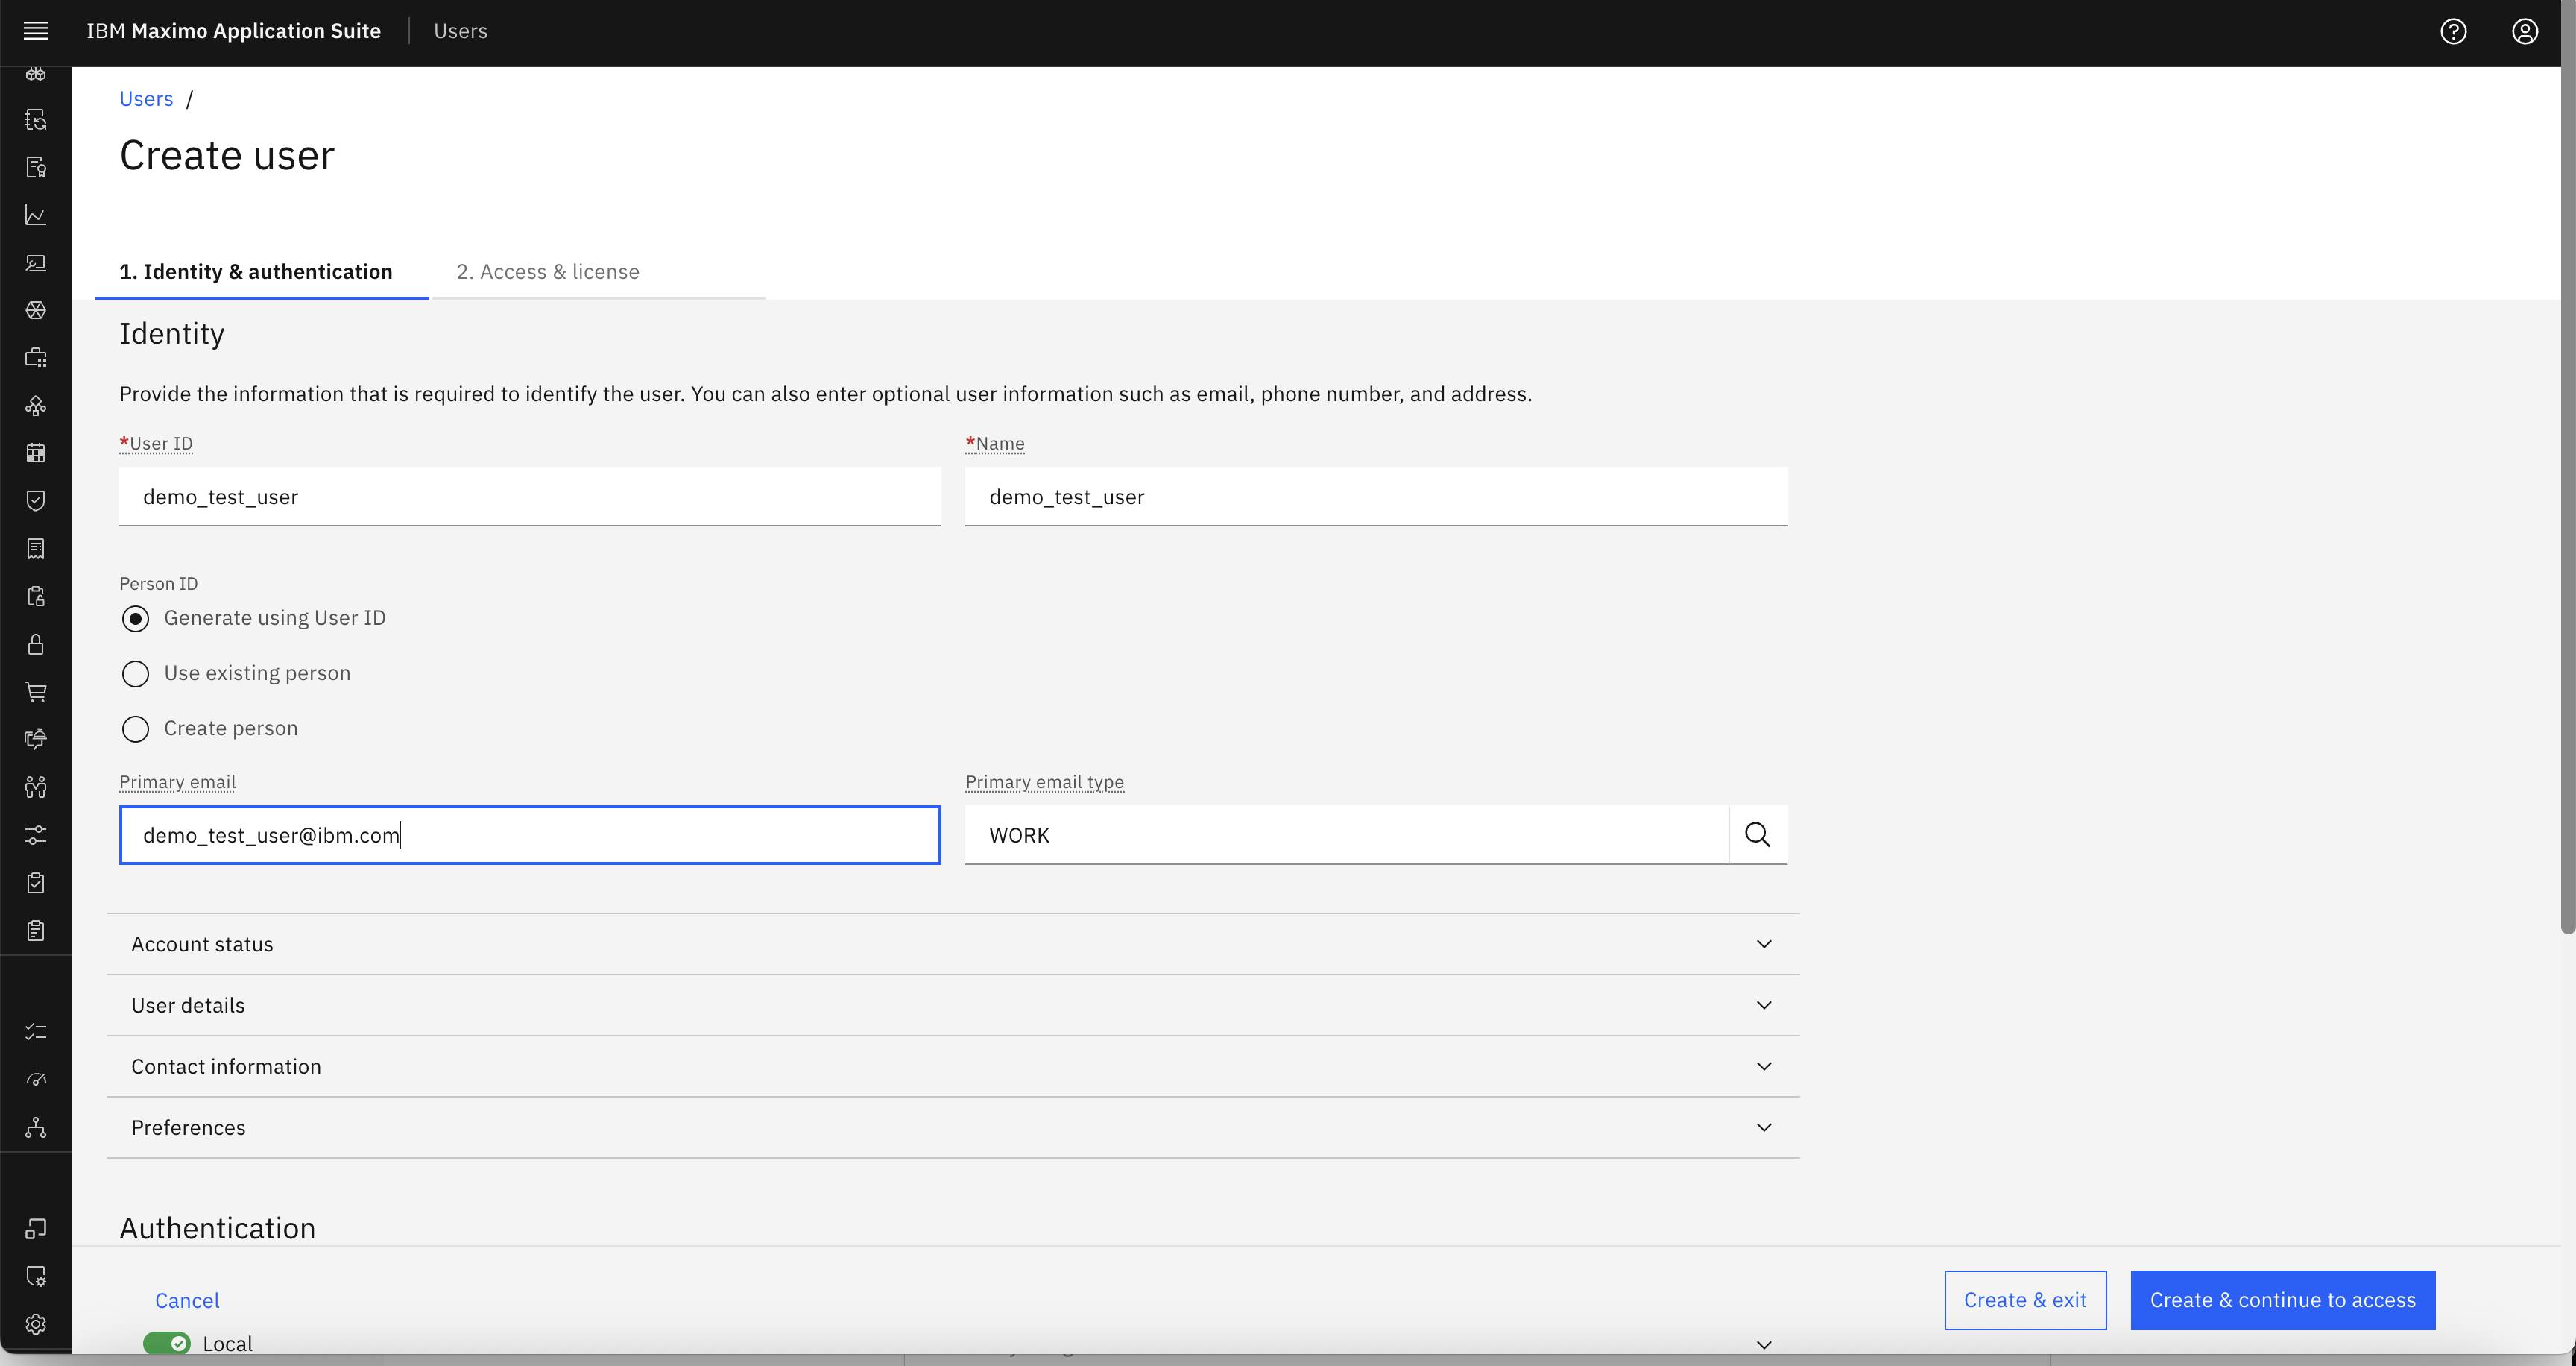 IBM Maximo Application Suite Users
Users /
Create user
1. Identity & authentication 2. Access & license
Identity
Provide the information that is required to identify the user. You can also enter optional user information such as email, phone number, and address.
*User ID *Name
demo_test_user demo_test_user
Person ID
Generate using User ID
Use existing person
Create person
Primary email Primary email type
demo_test_user@ibm.com WORK
Account status
User details
Contact information
Preferences
Authentication
Cancel Create & exit Create & continue to access
Local